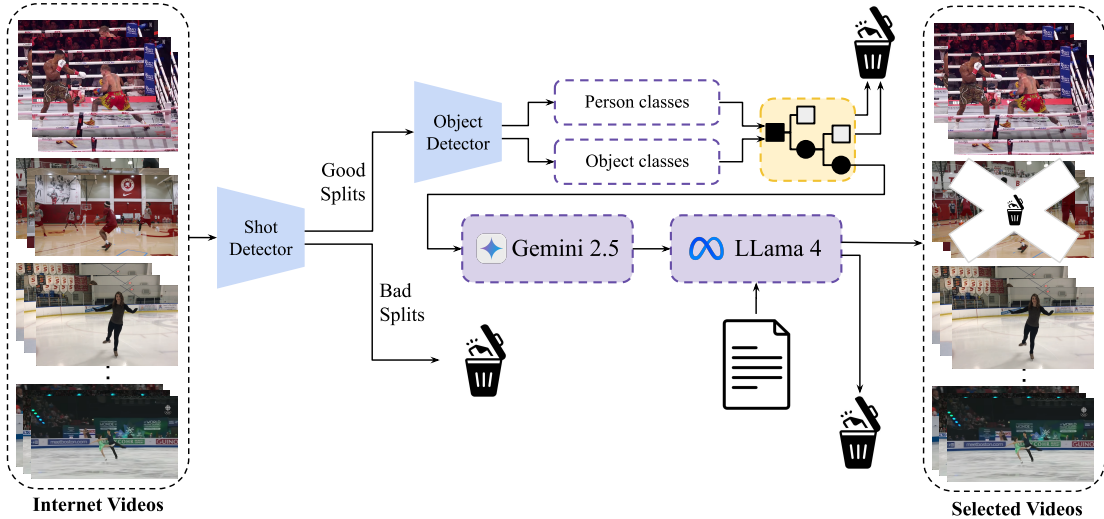 Internet Videos
Shot
Detector
Good
Splits
Bad
Splits
Object
Detector
Person classes
Object classes
Gemini 2.5
LLama 4
Selected Videos